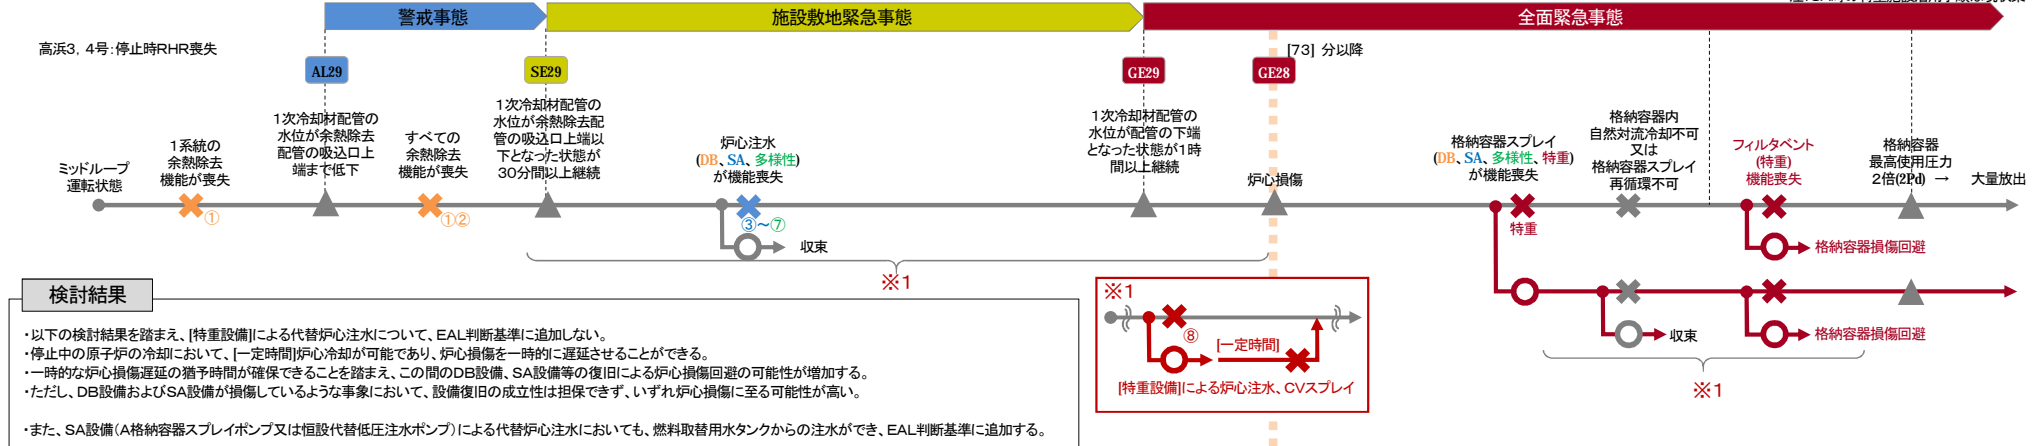 警戒事態
施設敷地緊急事態
全面緊急事態
高浜3，4号：停止時RHR喪失
[73] 分以降
AL29
SE29
GE29
GE28
ミッドループ
運転状態
1系統の
余熱除去
機能が喪失
①
1次冷却材配管の
水位が余熱除去
配管の吸込口上
端まで低下
すべての
余熱除去
機能が喪失
①②
1次冷却材配管の
水位が余熱除去配
管の吸込口上端以
下となった状態が
30分間以上継続
炉心注水
(DB、SA、多様性)
が機能喪失
③～⑦
収束
1次冷却材配管の
水位が配管の下端
となった状態が1時
間以上継続
炉心損傷
格納容器スプレイ
(DB、SA、多様性、特重)
が機能喪失
特重
格納容器内
自然対流冷却不可
又は
格納容器スプレイ
再循環不可
フィルタベント
(特重)
機能喪失
格納容器
最高使用圧力
2倍(2Pd) →
大量放出
格納容器損傷回避
収束
格納容器損傷回避
※1
※1
※1
⑧
[一定時間]
[特重設備]による炉心注水、CVスプレイ
検討結果
・以下の検討結果を踏まえ、[特重設備]による代替炉心注水について、EAL判断基準に追加しない。
・停止中の原子炉の冷却において、[一定時間]炉心冷却が可能であり、炉心損傷を一時的に遅延させることができる。
・一時的な炉心損傷遅延の猶予時間が確保できることを踏まえ、この間のDB設備、SA設備等の復旧による炉心損傷回避の可能性が増加する。
・ただし、DB設備およびSA設備が損傷しているような事象において、設備復旧の成立性は担保できず、いずれ炉心損傷に至る可能性が高い。
・また、SA設備(A格納容器スプレイポンプ又は恒設代替低圧注水ポンプ)による代替炉心注水においても、燃料取替用水タンクからの注水ができ、EAL判断基準に追加する。